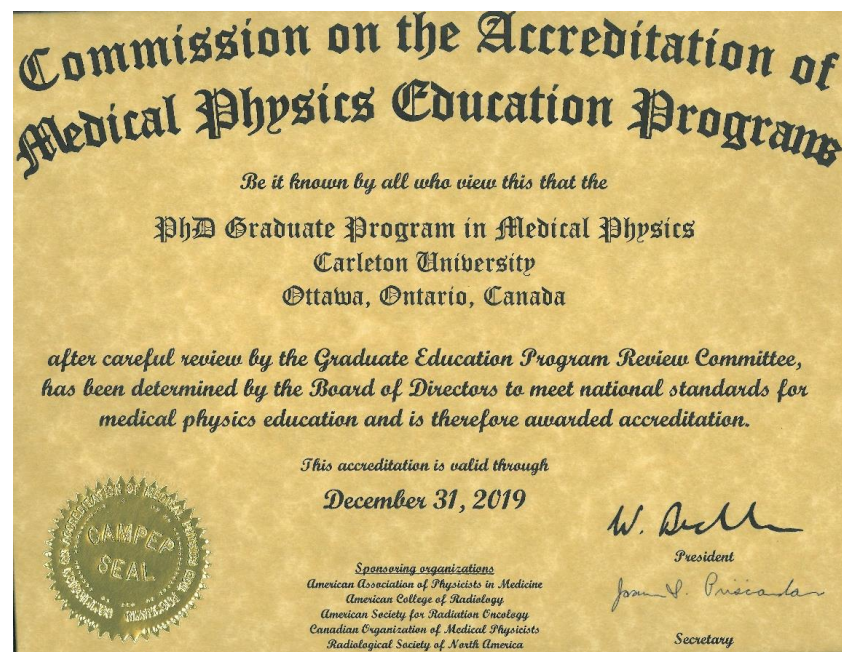 Commission on the Accreditation of
Medical Physics Education Programs
Be it known by all who view this that the
PhD Graduate Program in Medical Physics
Carleton University
Ottawa, Ontario, Canada
after careful review by the Graduate Education Program Review Committee,
has been determined by the Board of Directors to meet national standards for
medical physics education and is therefore awarded accreditation.
This accreditation is valid through
December 31, 2019
CAMPEP
SEAL
W.
President
Sponsoring organizations
American Association of Physicists in Medicine
American College of Radiology
American Society for Radiation Oncology
Canadian Organization of Medical Physicists
Radiological Society of North America
Secretary